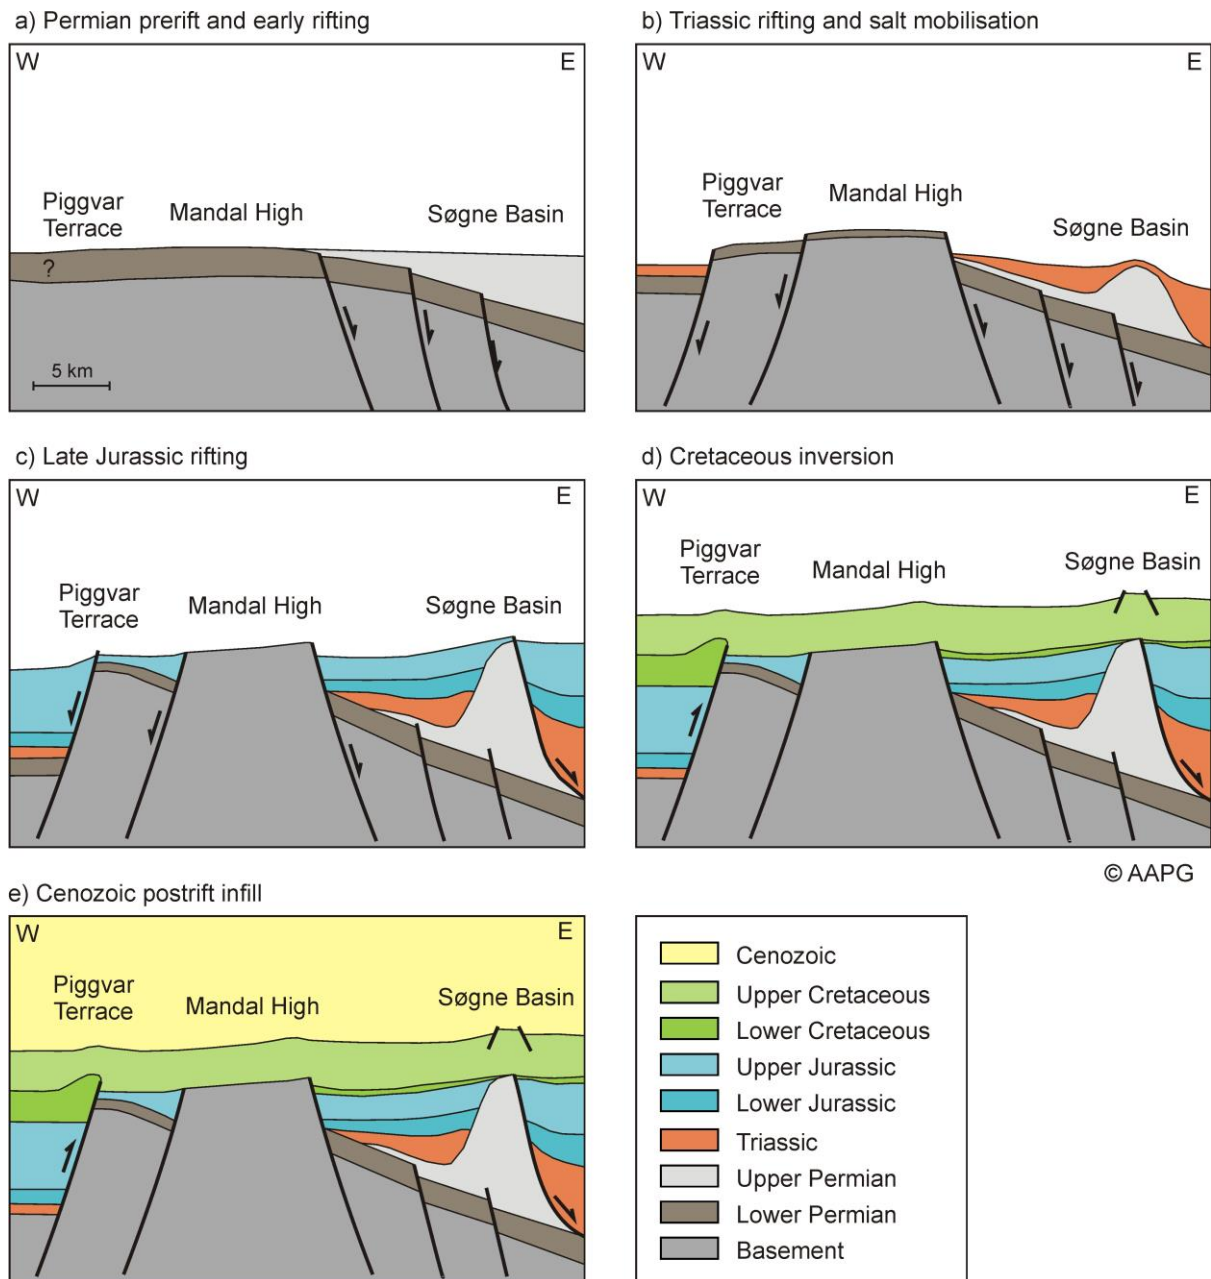 a) Permian prerift and early rifting
W
E
Piggvar
Terrace
Mandal High
Søgne Basin
?
5 km
b) Triassic rifting and salt mobilisation
W
E
Piggvar
Terrace
Mandal High
Søgne Basin
c) Late Jurassic rifting
W
E
Piggvar
Terrace
Mandal High
Søgne Basin
d) Cretaceous inversion
W
E
Piggvar
Terrace
Mandal High
Søgne Basin
© AAPG
e) Cenozoic postrift infill
W
E
Piggvar
Terrace
Mandal High
Søgne Basin
Cenozoic
Upper Cretaceous
Lower Cretaceous
Upper Jurassic
Lower Jurassic
Triassic
Upper Permian
Lower Permian
Basement